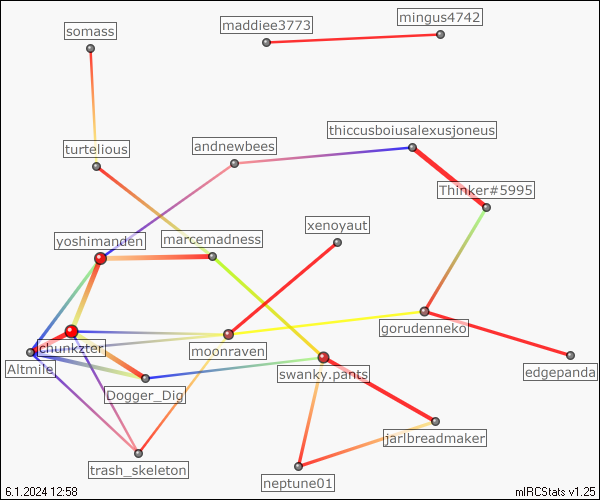 mingus4742
maddiee3773
somass
thiccusboiusalexusjoneus
andnewbees
turtelious
Thinker#5995
xenoyaut
yoshimanden
marcemadness
gorudenneko
chunkzter
moonraven
Altmile
edgepanda
swanky.pants
Dogger_Dig
jarlbreadmaker
trash_skeleton
neptune01
6.1.2024 12:58
mIRCStats v1.25